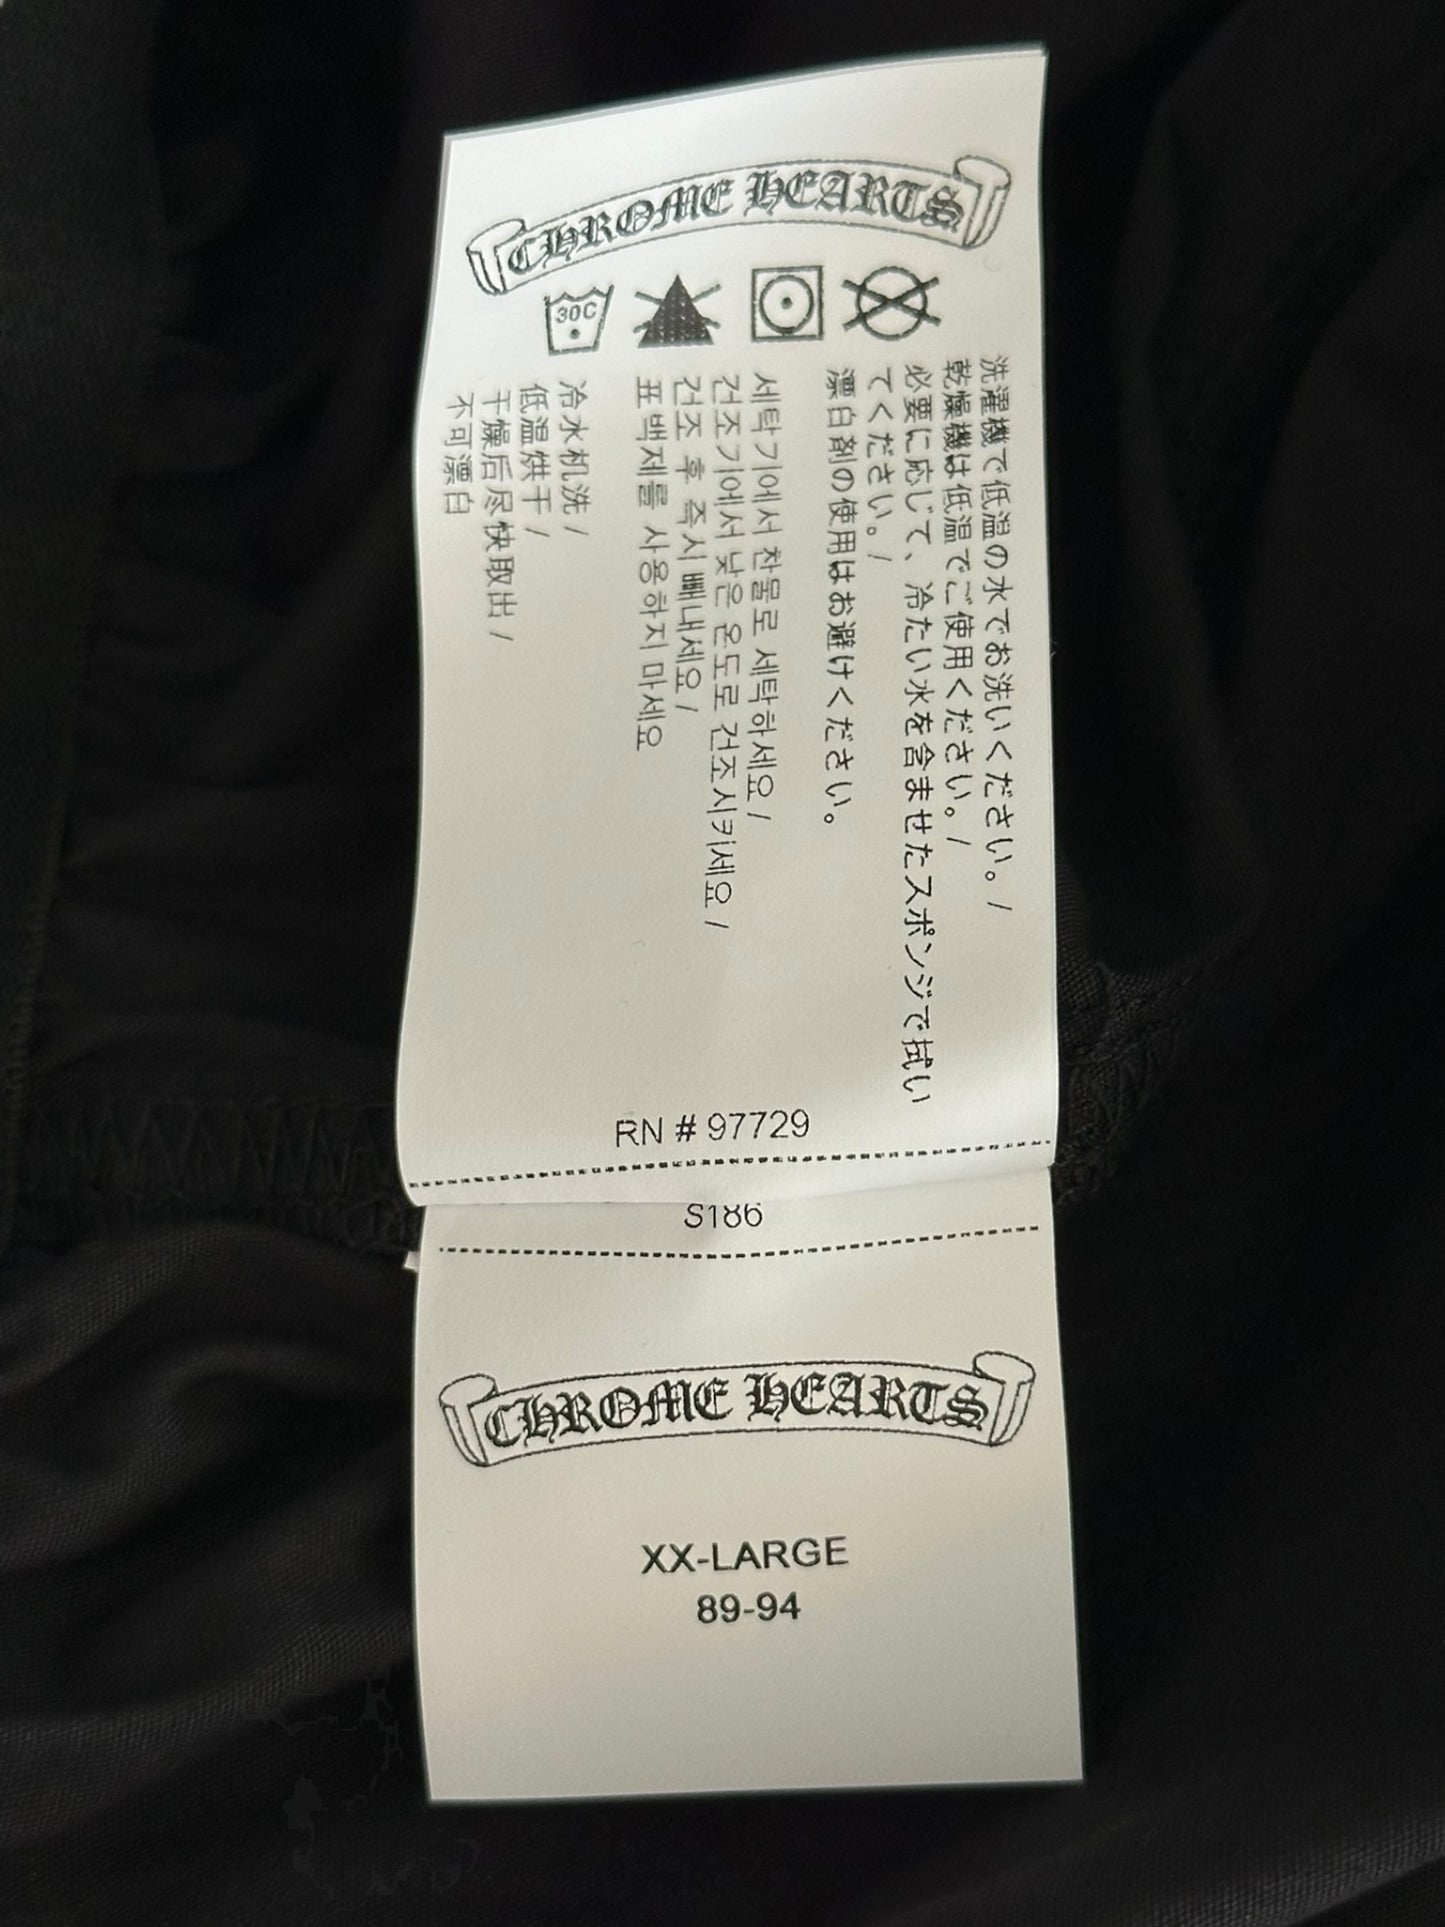 CHROME HEARTS
30C
洗濯機で低温の水でお洗いください。/
乾燥機は低温でご使用ください。/
必要に応じて、冷たい水を含ませたスポンジで拭い
てください。/
漂白剤の使用はお避けください。
세탁기에서 찬물로 세탁하세요 /
건조기에서 낮은 온도로 건조시키세요 /
건조 후 즉시 빼내세요 /
표백제를 사용하지 마세요
冷水机洗 /
低温烘干 /
干燥后尽快取出 /
不可漂白
RN # 97729
S186
CHROME HEARTS
XX-LARGE
89-94